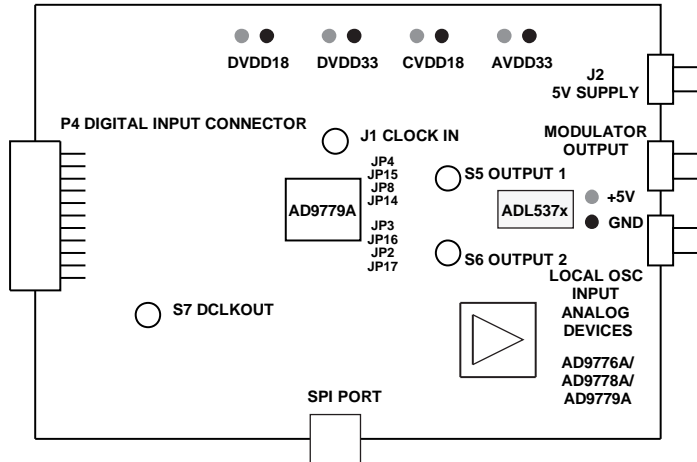 DVDD18
DVDD33
CVDD18
AVDD33
J2
5V SUPPLY
P4 DIGITAL INPUT CONNECTOR
J1 CLOCK IN
MODULATOR
OUTPUT
JP4
JP15
JP8
JP14
S5 OUTPUT 1
AD9779A
ADL537x
+5V
GND
JP3
JP16
JP2
JP17
S6 OUTPUT 2
LOCAL OSC
INPUT
ANALOG
DEVICES
S7 DCLKOUT
AD9776A/
AD9778A/
AD9779A
SPI PORT